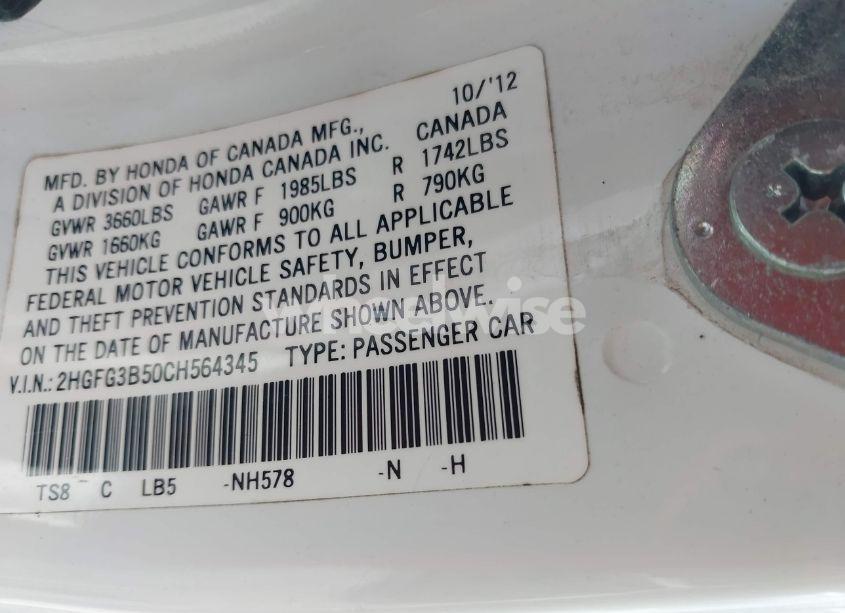 10/'12
MFD. BY HONDA OF CANADA MFG.,
A DIVISION OF HONDA CANADA INC. CANADA
GVWR 3660LBS GAWR F 1985LBS R 1742LBS
GVWR 1660KG GAWR F 900KG R 790KG
THIS VEHICLE CONFORMS TO ALL APPLICABLE
FEDERAL MOTOR VEHICLE SAFETY, BUMPER,
AND THEFT PREVENTION STANDARDS IN EFFECT
ON THE DATE OF MANUFACTURE SHOWN ABOVE.
V.I.N.: 2HGFG3B50CH564345 TYPE: PASSENGER CAR
TS8 C LB5 -NH578 -N -H
wheelwise